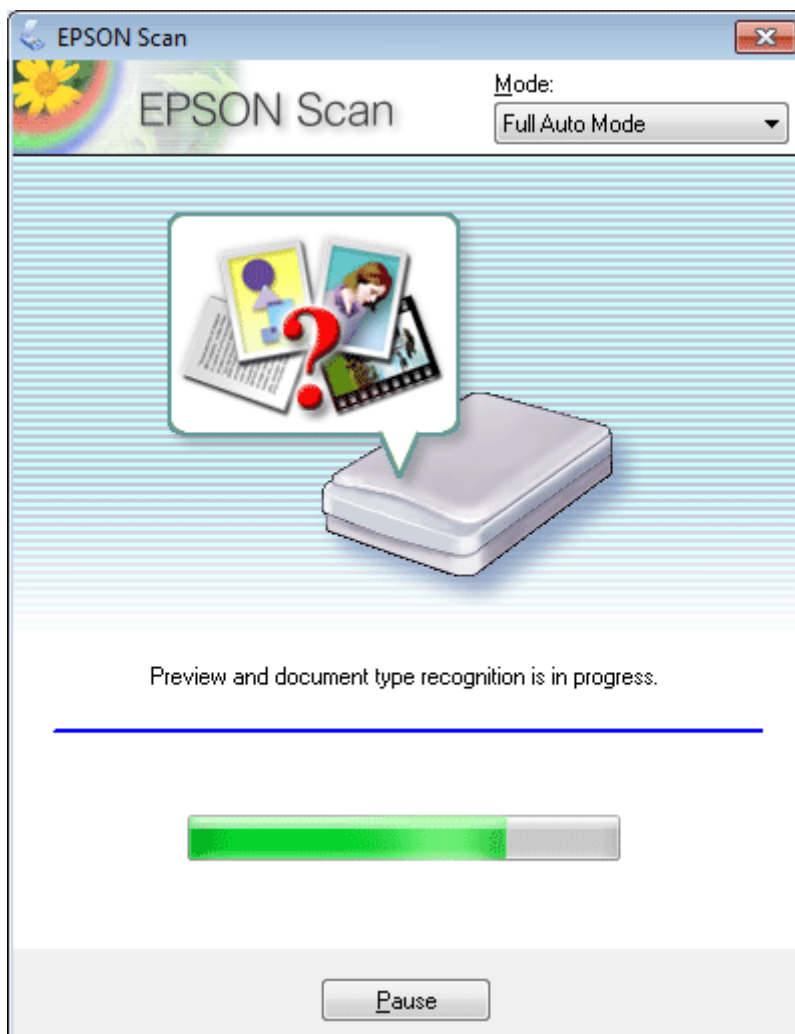 EPSON Scan
EPSON Scan
Mode:
Full Auto Mode
Preview and document type recognition is in progress.
Pause